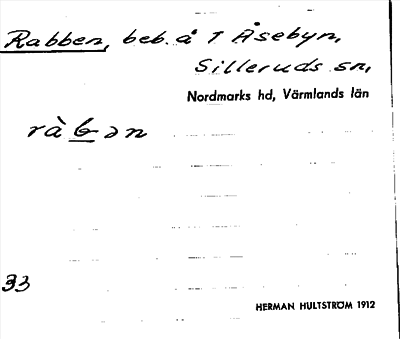 Rabben, beb. å 1 Åsebyn,
Silleruds sn,
Nordmarks hd, Värmlands län
ràbən
33
HERMAN HULTSTRÖM 1912